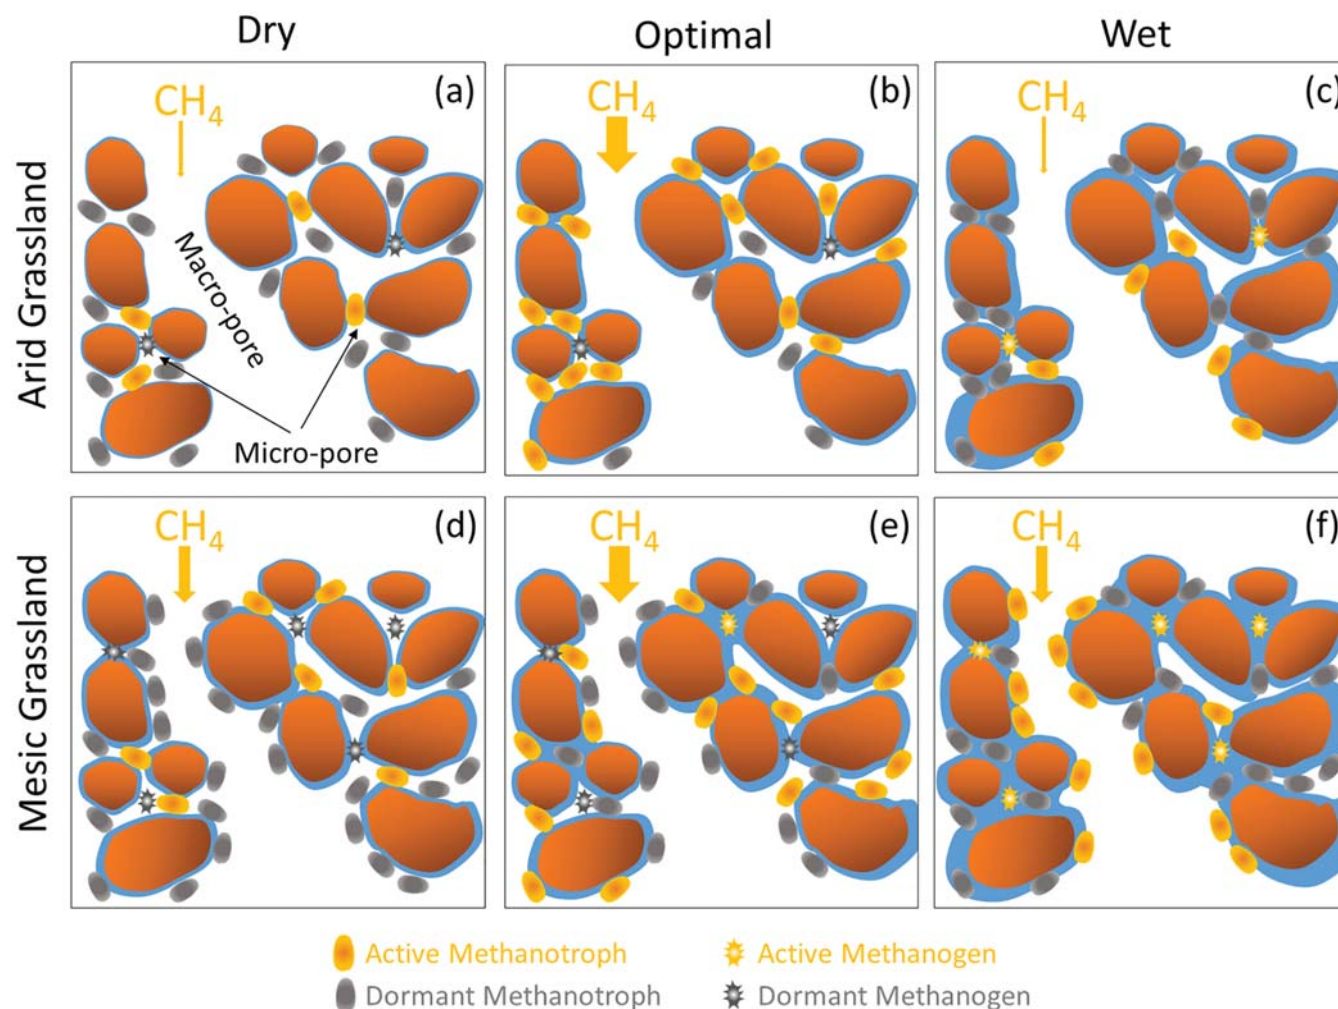 Dry
Optimal
Wet
Arid Grassland
CH4
(a)
Macro-pore
Micro-pore
CH4
(b)
CH4
(c)
Mesic Grassland
CH4
(d)
CH4
(e)
CH4
(f)
Active Methanotroph
Active Methanogen
Dormant Methanotroph
Dormant Methanogen